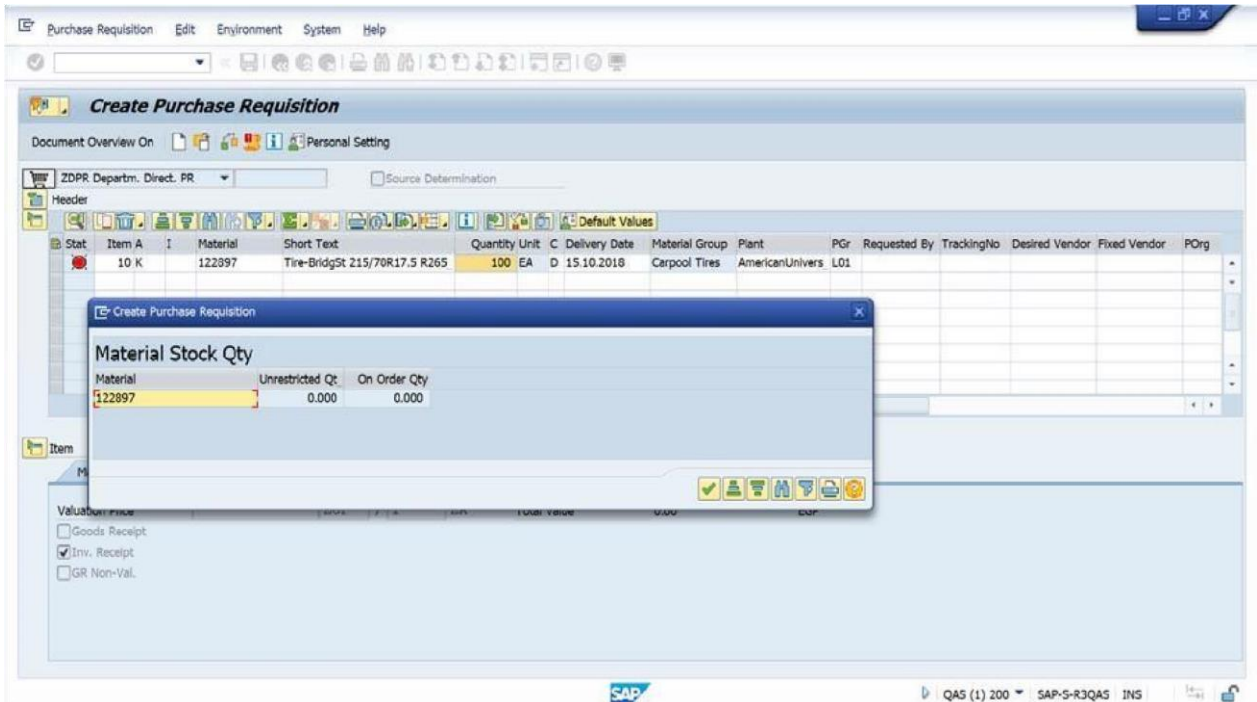 Purchase Requisition Edit Environment System Help
Create Purchase Requisition
Document Overview On Personal Setting
ZDPR Departm. Direct. PR Source Determination
Header
Default Values
Stat Item A I Material Short Text Quantity Unit C Delivery Date Material Group Plant PGr Requested By TrackingNo Desired Vendor Fixed Vendor POrg
10 K 122897 Tire-BridgSt 215/70R17.5 R265 100 EA D 15.10.2018 Carpool Tires AmericanUnivers L01
Create Purchase Requisition
Material Stock Qty
Material Unrestricted Qt On Order Qty
122897 0.000 0.000
Item
M
Valuation Price Total Value 0.00 EGP
Goods Receipt
Inv. Receipt
GR Non-Val.
SAP QAS (1) 200 SAP-S-R3QAS INS